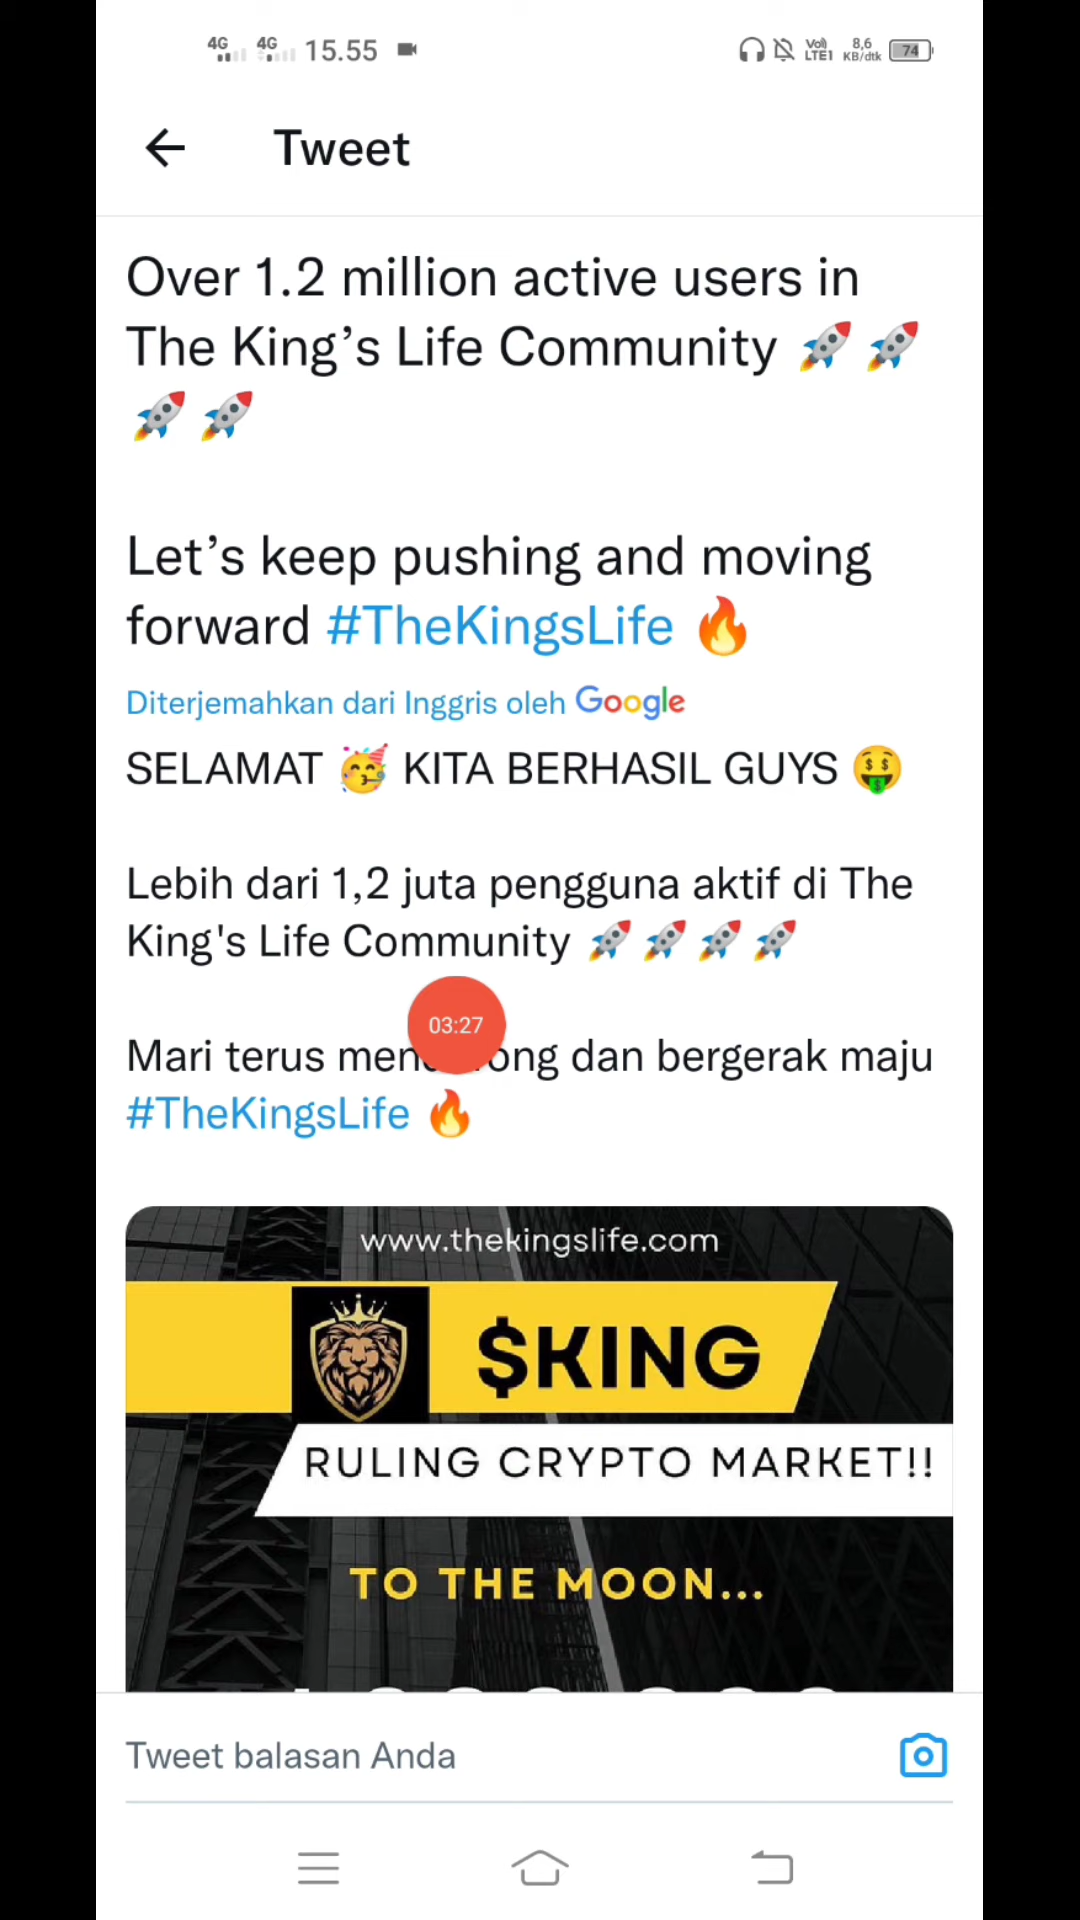 4G 4G 15.55 Vo) LTE1 8,6 KB/dtk 74
Tweet
Over 1.2 million active users in
The King’s Life Community 🚀 🚀
🚀 🚀
Let’s keep pushing and moving
forward #TheKingsLife 🔥
Diterjemahkan dari Inggris oleh Google
SELAMAT 🥳 KITA BERHASIL GUYS 🤑
Lebih dari 1,2 juta pengguna aktif di The
King's Life Community 🚀 🚀 🚀 🚀
03:27
Mari terus dan bergerak maju
#TheKingsLife 🔥
www.thekingslife.com
$KING
RULING CRYPTO MARKET!!
TO THE MOON...
Tweet balasan Anda